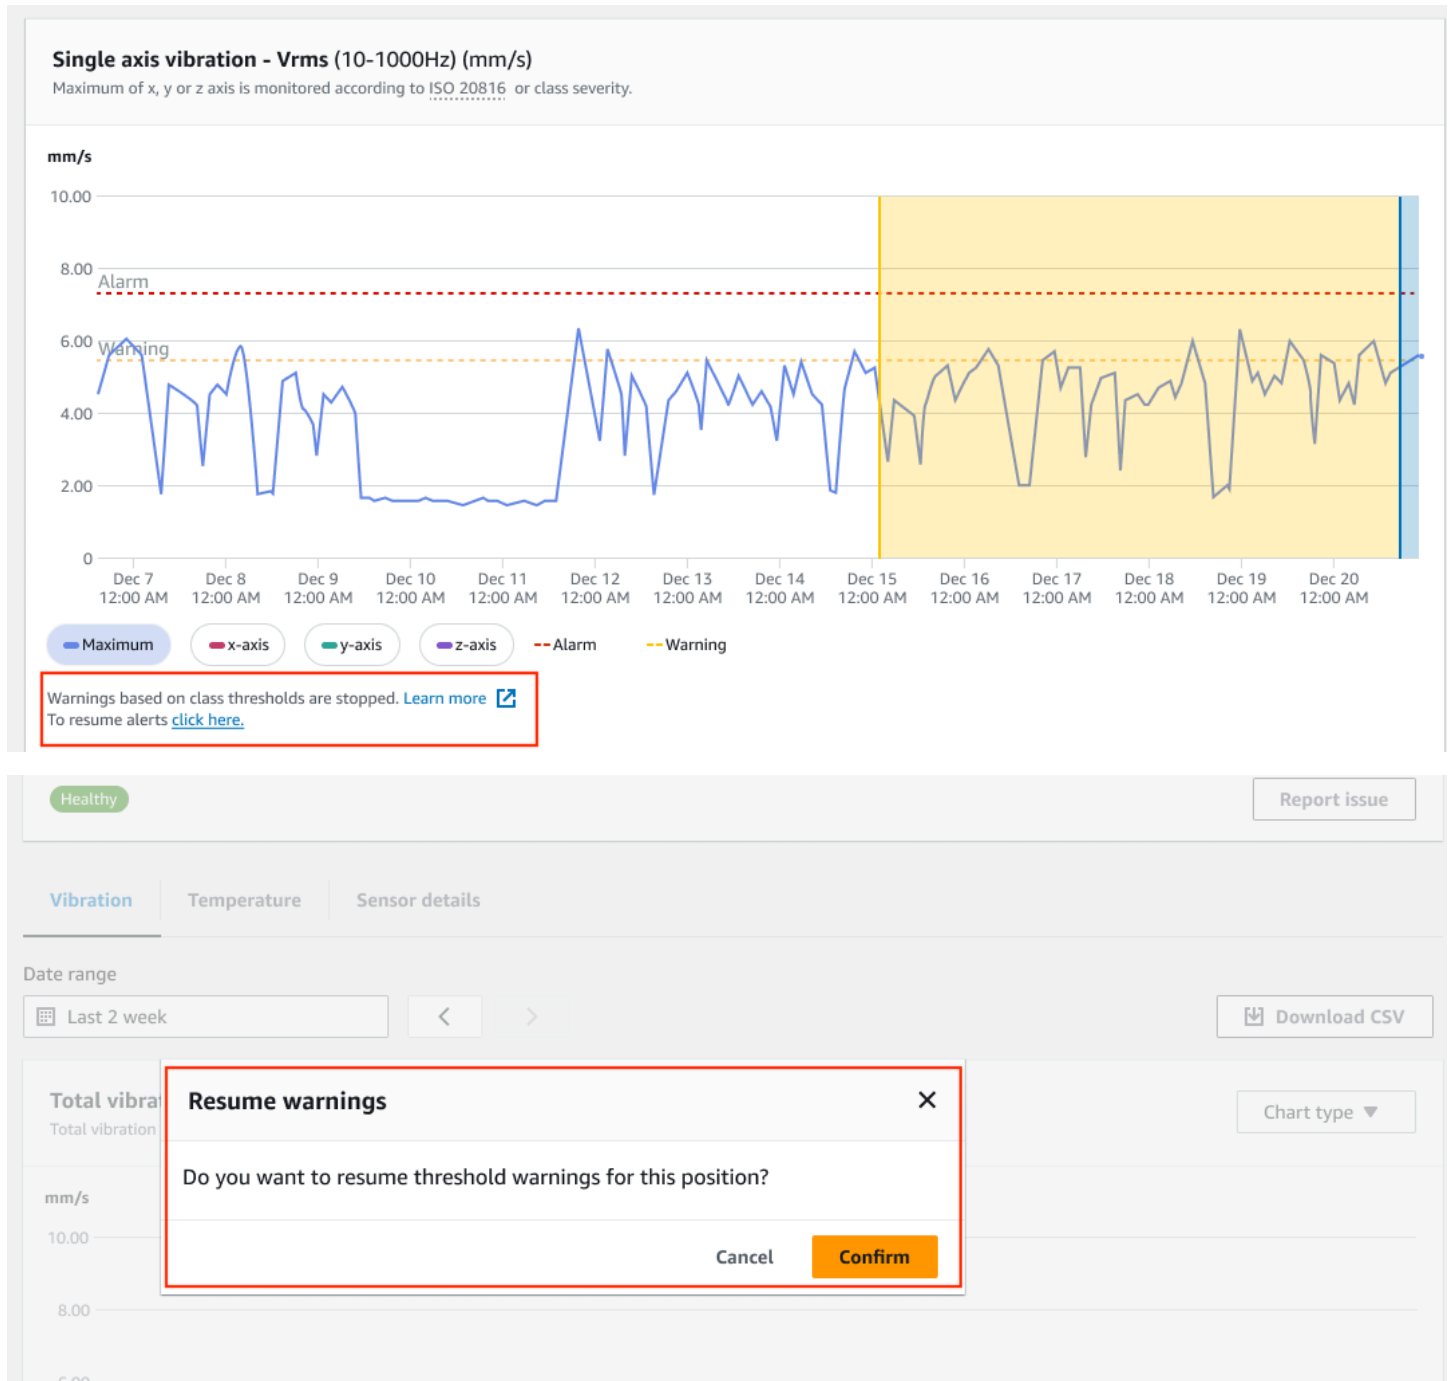 Single axis vibration - Vrms (10-1000Hz) (mm/s)
Maximum of x, y or z axis is monitored according to ISO 20816 or class severity.
mm/s
10.00
8.00
Alarm
6.00
Warning
4.00
2.00
0
Dec 7 Dec 8 Dec 9 Dec 10 Dec 11 Dec 12 Dec 13 Dec 14 Dec 15 Dec 16 Dec 17 Dec 18 Dec 19 Dec 20
12:00 AM 12:00 AM 12:00 AM 12:00 AM 12:00 AM 12:00 AM 12:00 AM 12:00 AM 12:00 AM 12:00 AM 12:00 AM 12:00 AM 12:00 AM 12:00 AM
Maximum x-axis y-axis z-axis Alarm Warning
Warnings based on class thresholds are stopped. Learn more
To resume alerts click here.
Healthy Report issue
Vibration Temperature Sensor details
Date range
Last 2 week Download CSV
Total vibra Chart type
Total vibration
Resume warnings
Do you want to resume threshold warnings for this position?
Cancel Confirm
mm/s
10.00
8.00